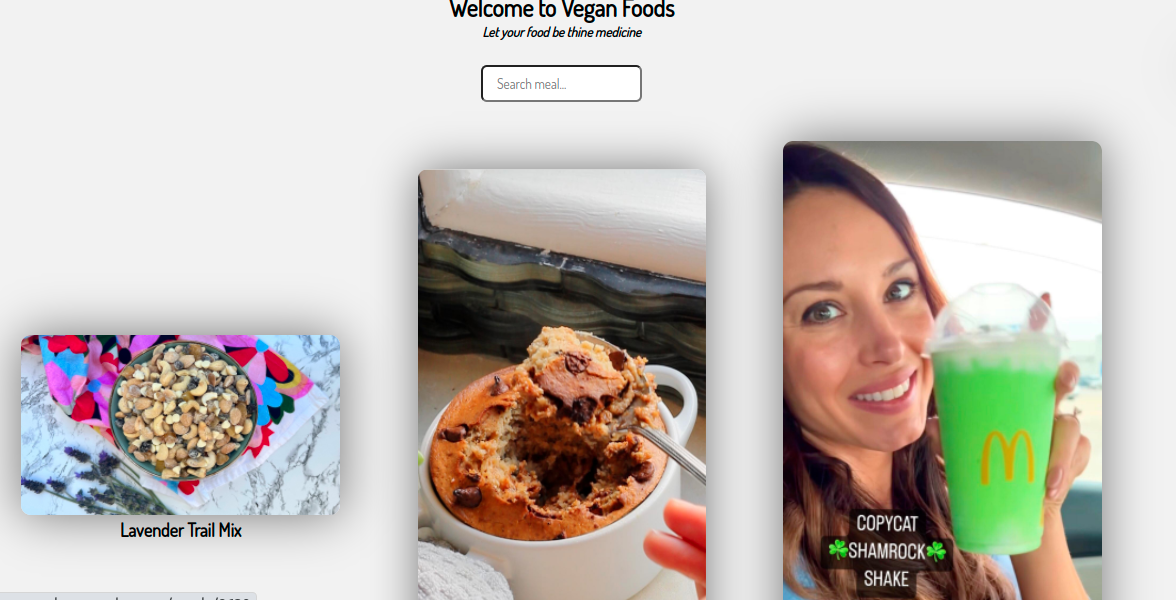 Welcome to Vegan Foods
Let your food be thine medicine
Search meal...
M
COPYCAT
☘SHAMROCK☘
SHAKE
Lavender Trail Mix